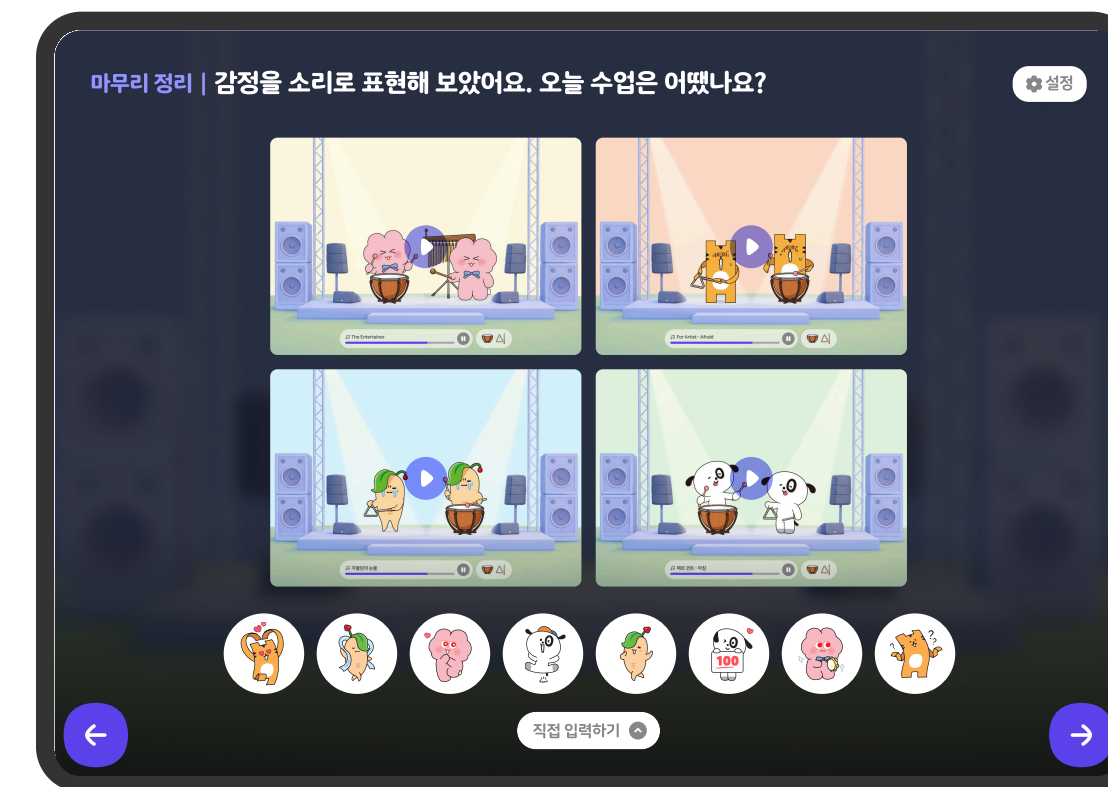 마무리 정리 | 감정을 소리로 표현해 보았어요. 오늘 수업은 어땠나요?
설정
The Entertainer
For Artist - Afraid
100
직접 입력하기